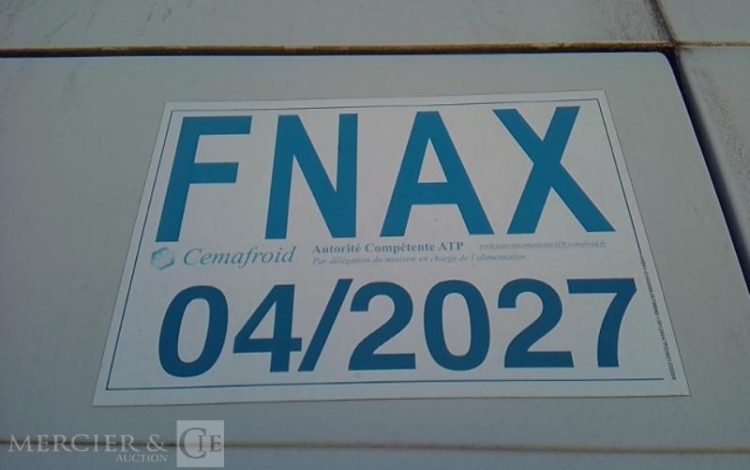 FNAX
Cemafroid Autorité Compétente ATP
Par délégation du ministre en charge de l'alimentation
04/2027
MERCIER & CIE
AUCTION